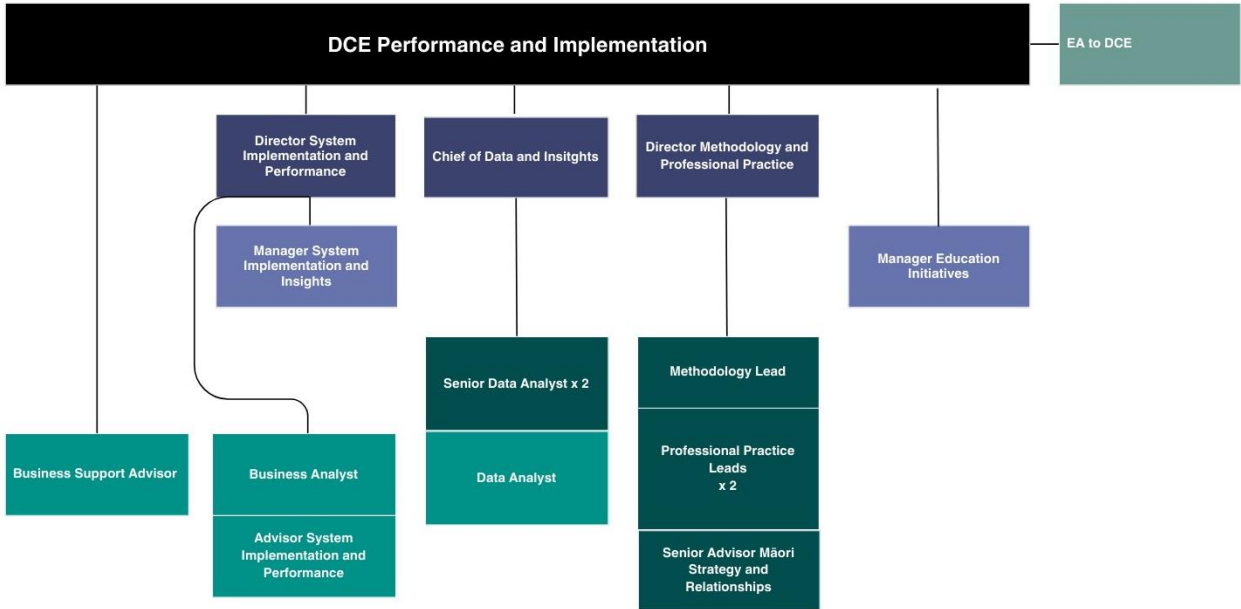 DCE Performance and Implementation
EA to DCE
Director System
Implementation and
Performance
Chief of Data and Insitghts
Director Methodology and
Professional Practice
Manager System
Implementation and
Insights
Manager Education
Initiatives
Senior Data Analyst x 2
Methodology Lead
Business Support Advisor
Business Analyst
Data Analyst
Professional Practice
Leads
x 2
Advisor System
Implementation and
Performance
Senior Advisor Māori
Strategy and
Relationships